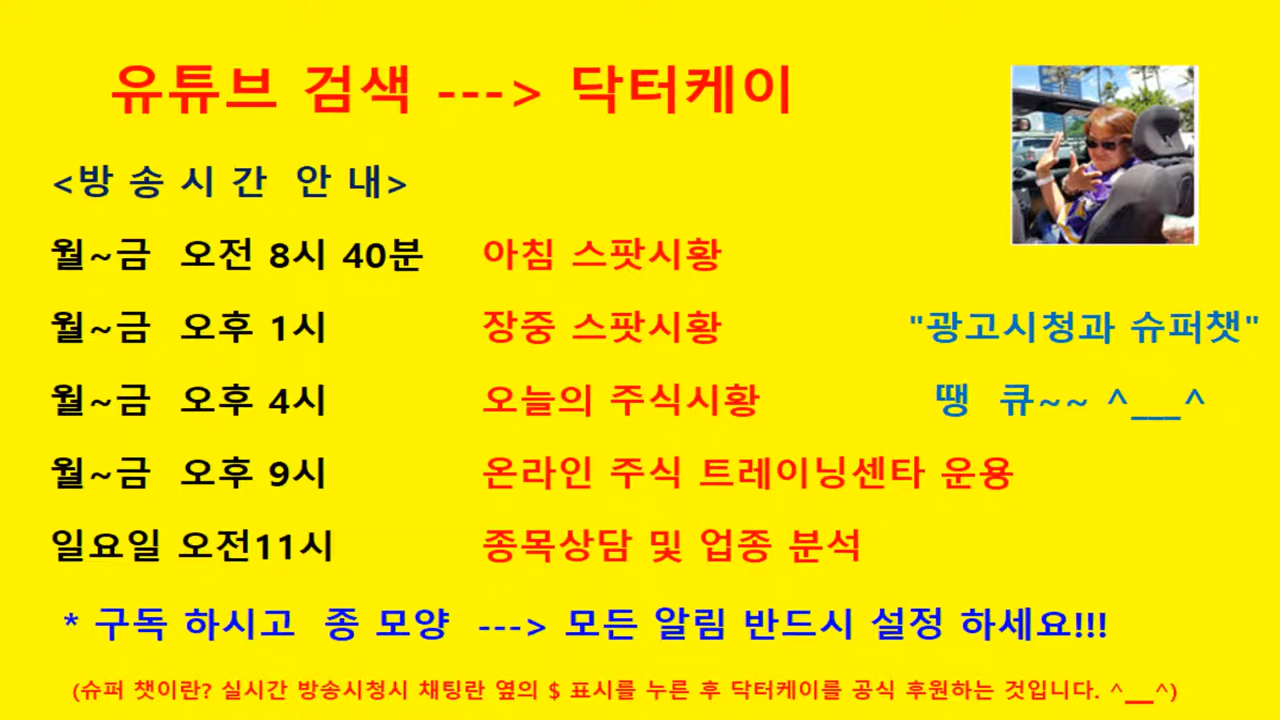 유튜브 검색 ---> 닥터케이
<방 송 시 간 안 내>
월~금 오전 8시 40분 아침 스팟시황
월~금 오후 1시 장중 스팟시황 "광고시청과 슈퍼챗"
월~금 오후 4시 오늘의 주식시황 땡 큐~~ ^___^
월~금 오후 9시 온라인 주식 트레이닝센타 운용
일요일 오전11시 종목상담 및 업종 분석
* 구독 하시고 종 모양 ---> 모든 알림 반드시 설정 하세요!!!
(슈퍼 챗이란? 실시간 방송시청시 채팅란 옆의 $ 표시를 누른 후 닥터케이를 공식 후원하는 것입니다. ^__^)